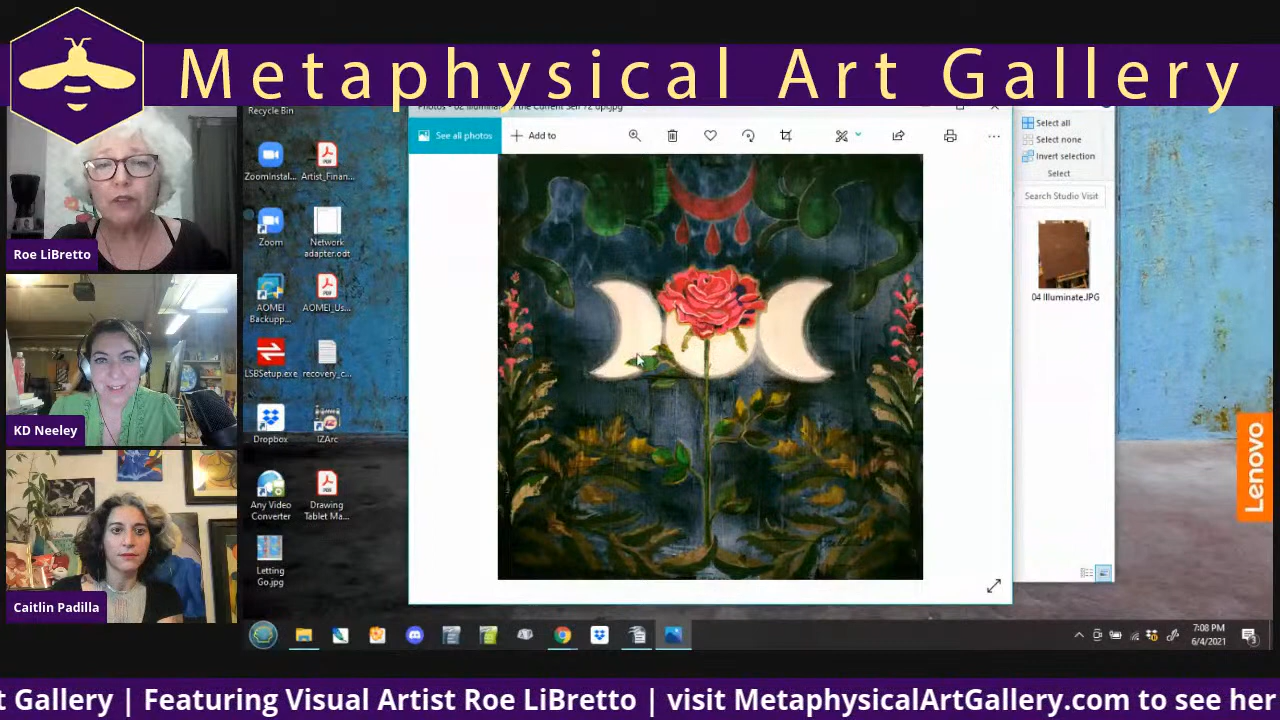 Metaphysical Art Gallery
Recycle Bin
See all photos
Add to
Select all
Select none
Invert selection
Select
Search Studio Visit
ZoomInstal...
Artist_Finan...
Roe LiBretto
Zoom
Network
adapter.odt
04 Illuminate.JPG
AOMEI
Backupp...
AOMEI_Us...
LSBSetup.exe
recovery_c...
KD Neeley
Dropbox
IZArc
Lenovo
Any Video
Converter
Drawing
Tablet Ma...
Letting
Go.jpg
Caitlin Padilla
7:08 PM
6/4/2021
t Gallery | Featuring Visual Artist Roe LiBretto | visit MetaphysicalArtGallery.com to see her